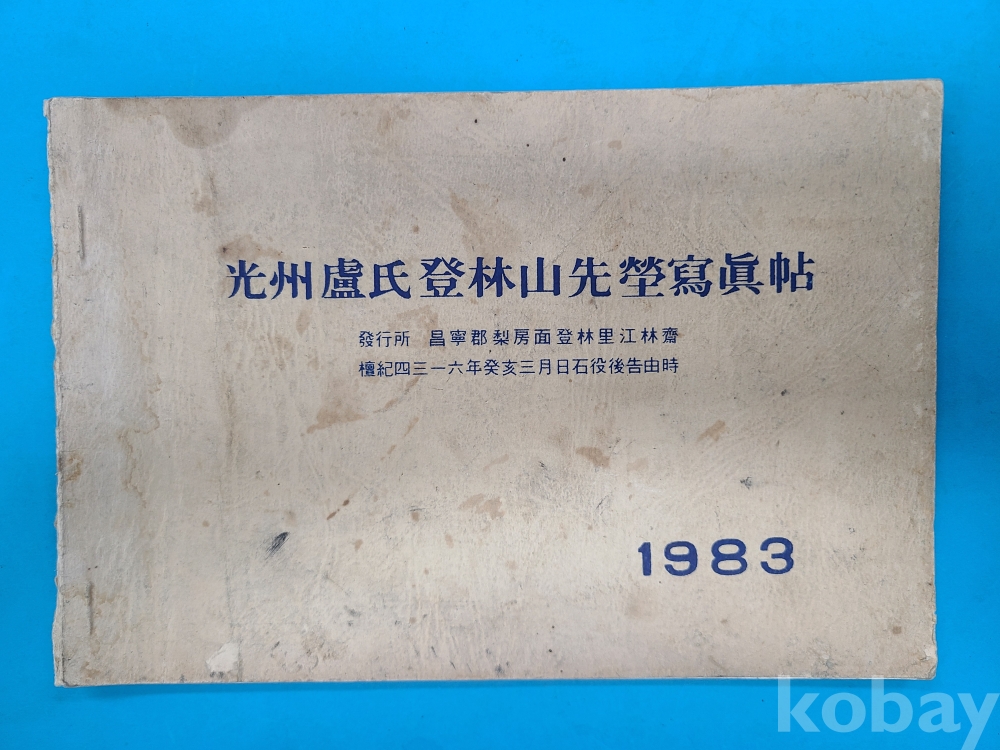 光州盧氏登林山先塋寫眞帖
發行所 昌寧郡梨房面登林里江林齋
檀紀四三一六年癸亥三月日石役後告由時
1983
kobay